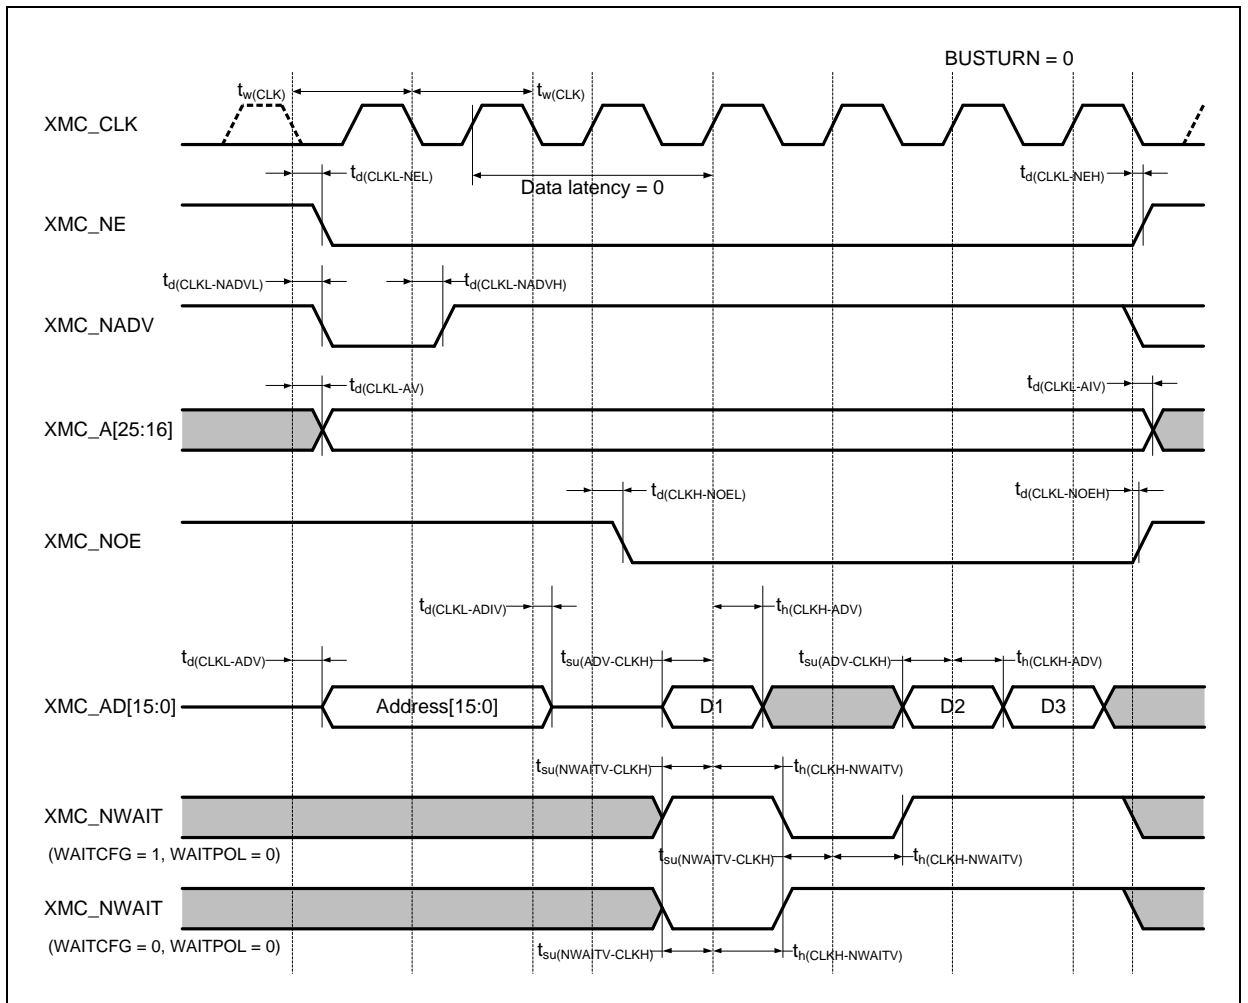 BUSTURN = 0
tw(CLK) tw(CLK)
XMC_CLK
td(CLKL-NEL) Data latency = 0 td(CLKL-NEH)
XMC_NE
td(CLKL-NADVL) td(CLKL-NADVH)
XMC_NADV
td(CLKL-AV) td(CLKL-AIV)
XMC_A[25:16]
td(CLKH-NOEL) td(CLKL-NOEH)
XMC_NOE
td(CLKL-ADIV) th(CLKH-ADV)
td(CLKL-ADV) tsu(ADV-CLKH) tsu(ADV-CLKH) th(CLKH-ADV)
XMC_AD[15:0] Address[15:0] D1 D2 D3
tsu(NWAITV-CLKH) th(CLKH-NWAITV)
XMC_NWAIT
(WAITCFG = 1, WAITPOL = 0) tsu(NWAITV-CLKH) th(CLKH-NWAITV)
XMC_NWAIT
(WAITCFG = 0, WAITPOL = 0) tsu(NWAITV-CLKH) th(CLKH-NWAITV)